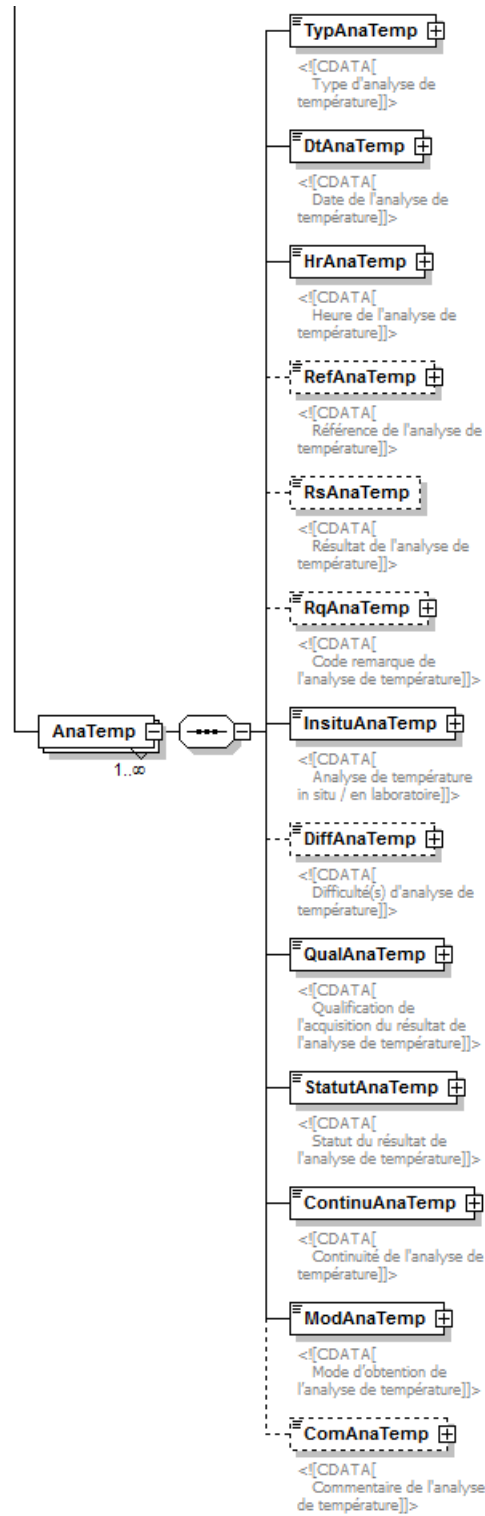 TypAnaTemp
<![CDATA[
Type d'analyse de
température]]>
DtAnaTemp
<![CDATA[
Date de l'analyse de
température]]>
HrAnaTemp
<![CDATA[
Heure de l'analyse de
température]]>
RefAnaTemp
<![CDATA[
Référence de l'analyse de
température]]>
RsAnaTemp
<![CDATA[
Résultat de l'analyse de
température]]>
RqAnaTemp
<![CDATA[
Code remarque de
l'analyse de température]]>
AnaTemp
1..∞
InsituAnaTemp
<![CDATA[
Analyse de température
in situ / en laboratoire]]>
DiffAnaTemp
<![CDATA[
Difficulté(s) d'analyse de
température]]>
QualAnaTemp
<![CDATA[
Qualification de
l'acquisition du résultat de
l'analyse de température]]>
StatutAnaTemp
<![CDATA[
Statut du résultat de
l'analyse de température]]>
ContinuAnaTemp
<![CDATA[
Continuité de l'analyse de
température]]>
ModAnaTemp
<![CDATA[
Mode d'obtention de
l'analyse de température]]>
ComAnaTemp
<![CDATA[
Commentaire de l'analyse
de température]]>